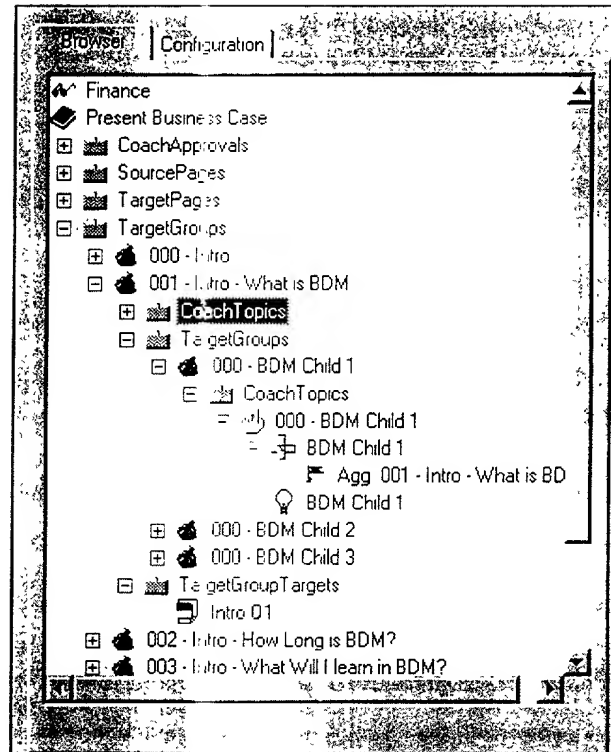 Browser Configuration
Finance
Present Business Case
CoachApprovals
SourcePages
TargetPages
TargetGroups
000 - Intro
001 - Intro - What is BDM
CoachTopics
TargetGroups
000 - BDM Child 1
CoachTopics
000 - BDM Child 1
BDM Child 1
Agg 001 - Intro - What is BD
BDM Child 1
000 - BDM Child 2
000 - BDM Child 3
TargetGroupTargets
Intro 01
002 - Intro - How Long is BDM?
003 - Intro - What Will I learn in BDM?